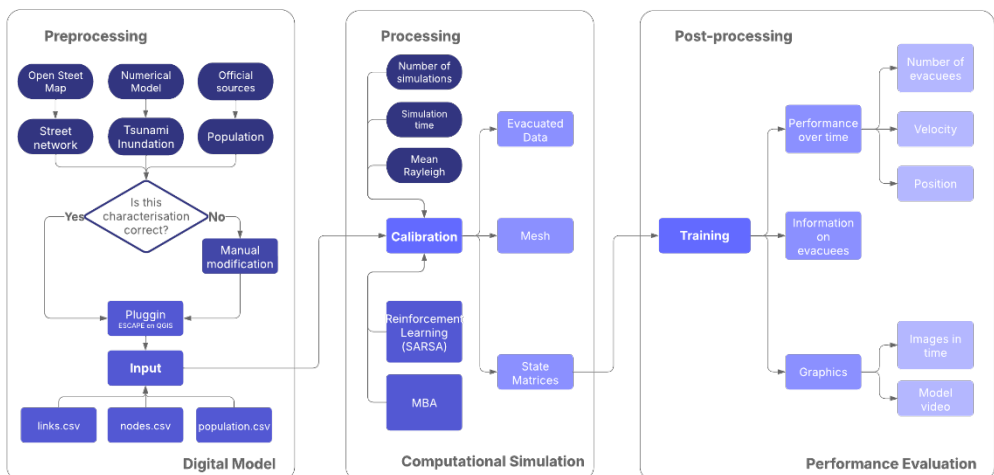 Preprocessing
Open Steet
Map
Numerical
Model
Official
sources
Street
network
Tsunami
Inundation
Population
Is this
characterisation
correct?
Yes
No
Manual
modification
Pluggin
ESCAPE en QGIS
Input
links.csv
nodes.csv
population.csv
Digital Model
Processing
Number of
simulations
Simulation
time
Mean
Rayleigh
Calibration
Reinforcement
Learning
(SARSA)
MBA
Evacuated
Data
Mesh
State
Matrices
Computational Simulation
Post-processing
Training
Performance
over time
Information
on
evacuees
Graphics
Number of
evacuees
Velocity
Position
Images in
time
Model
video
Performance Evaluation